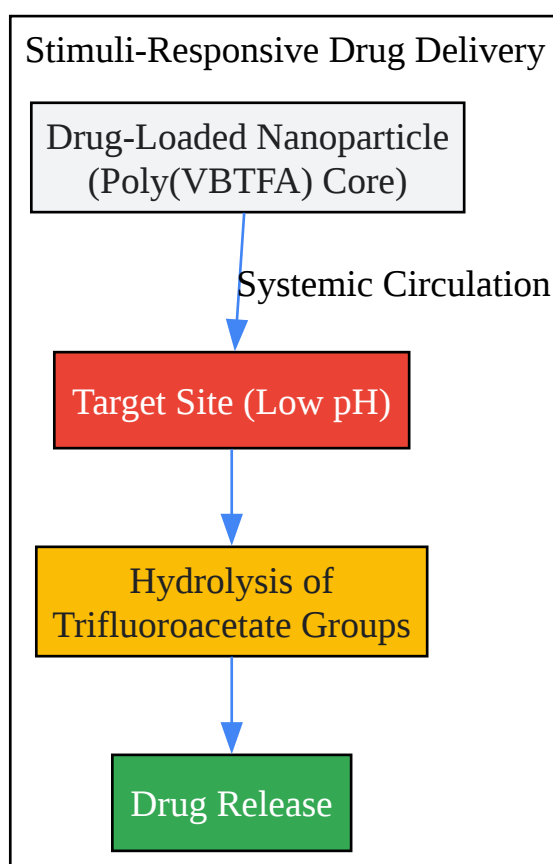 Stimuli-Responsive Drug Delivery
Drug-Loaded Nanoparticle
(Poly(VBTFA) Core)
Systemic Circulation
Target Site (Low pH)
Hydrolysis of
Trifluoroacetate Groups
Drug Release